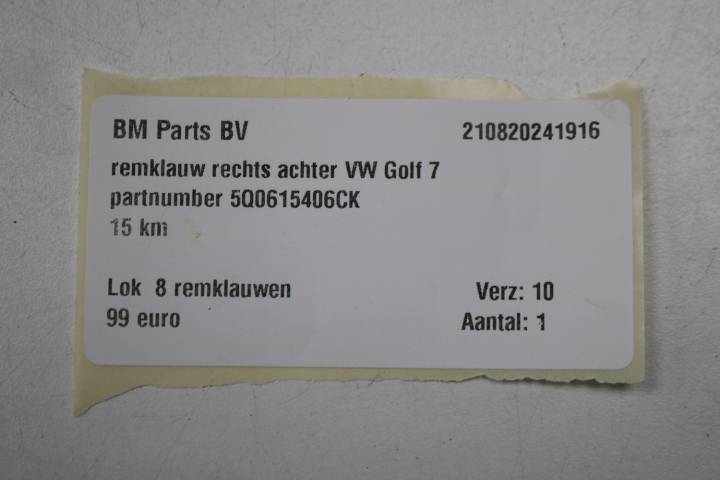 BM Parts BV 210820241916
remklauw rechts achter VW Golf 7
partnumber 5Q0615406CK
15 km
Lok 8 remklauwen Verz: 10
99 euro Aantal: 1